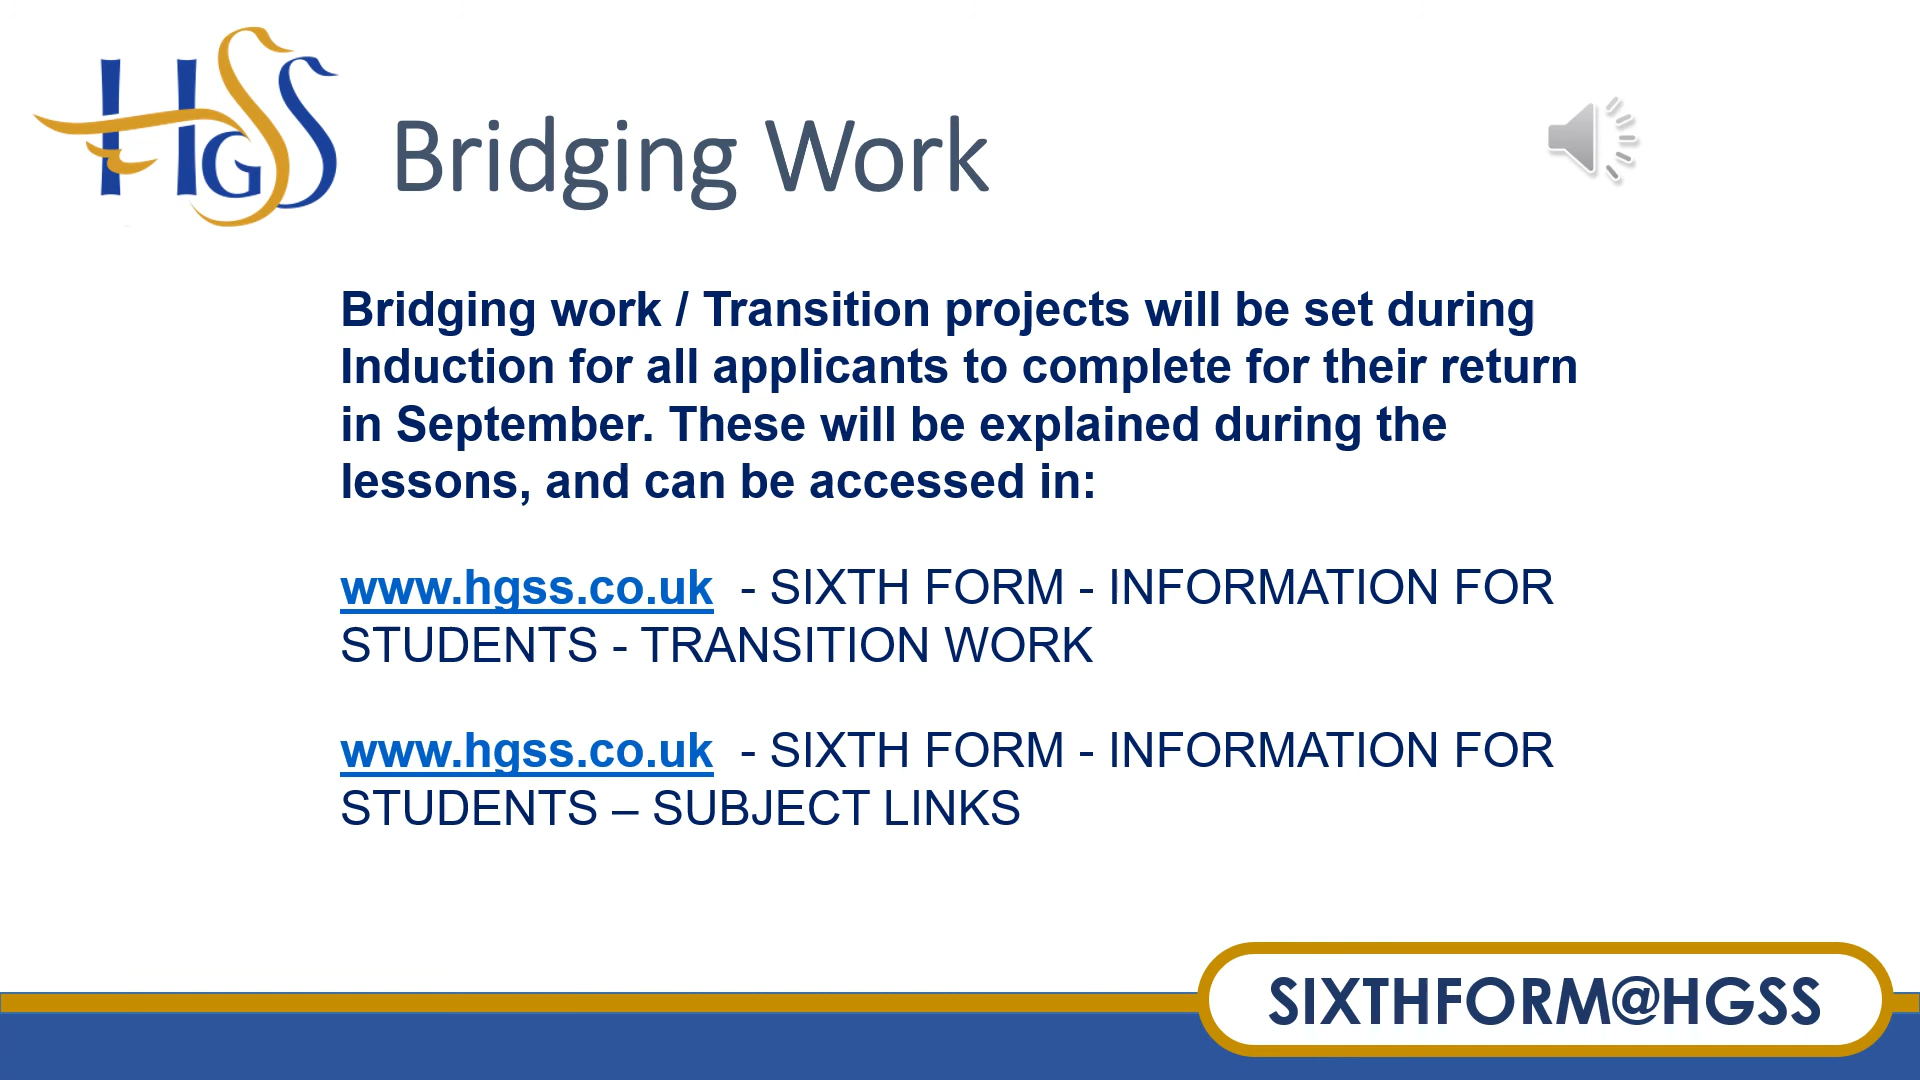 HGSS
Bridging Work
Bridging work / Transition projects will be set during
Induction for all applicants to complete for their return
in September. These will be explained during the
lessons, and can be accessed in:
www.hgss.co.uk - SIXTH FORM - INFORMATION FOR
STUDENTS - TRANSITION WORK
www.hgss.co.uk - SIXTH FORM - INFORMATION FOR
STUDENTS – SUBJECT LINKS
SIXTHFORM@HGSS